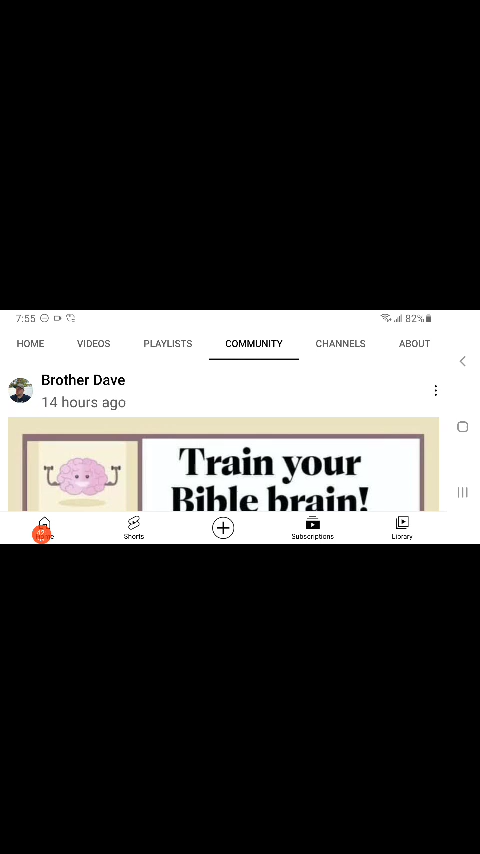 7:55 82%
HOME VIDEOS PLAYLISTS COMMUNITY CHANNELS ABOUT
Brother Dave
14 hours ago
Train your
Bible brain!
Home Shorts Subscriptions Library